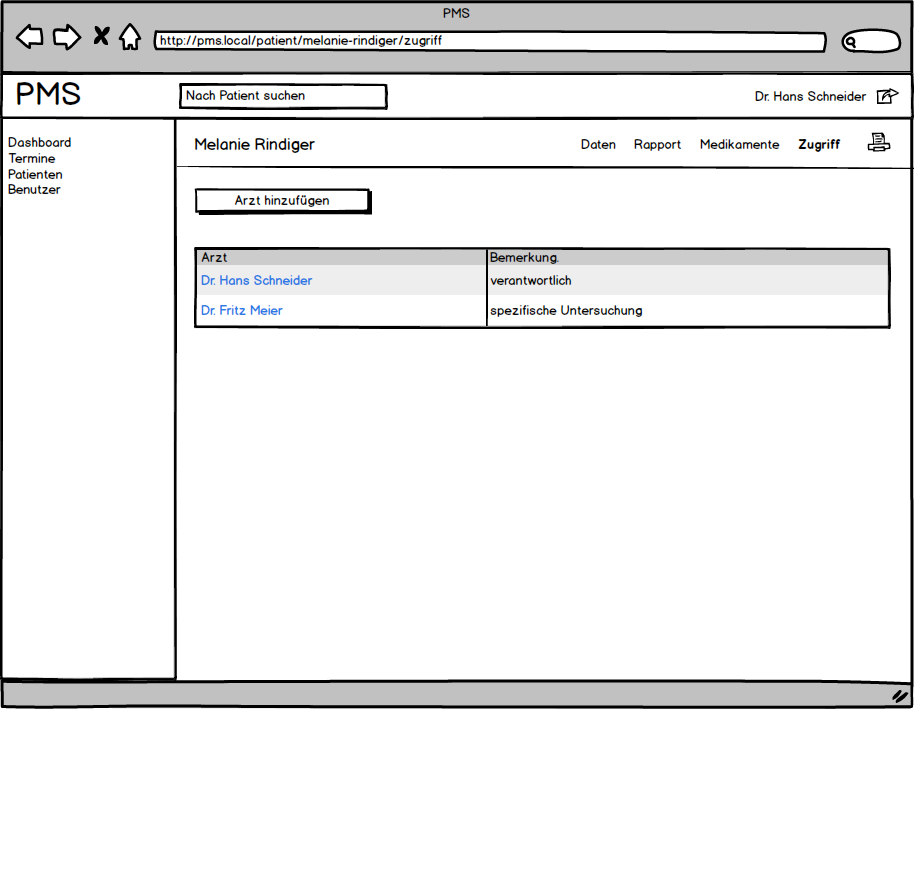 PMS
http://pms.local/patient/melanie-rindiger/zugriff
PMS
Nach Patient suchen
Dr. Hans Schneider
Dashboard
Termine
Patienten
Benutzer
Melanie Rindiger
Daten
Rapport
Medikamente
Zugriff
Arzt hinzufügen
Arzt
Bemerkung.
Dr. Hans Schneider
verantwortlich
Dr. Fritz Meier
spezifische Untersuchung